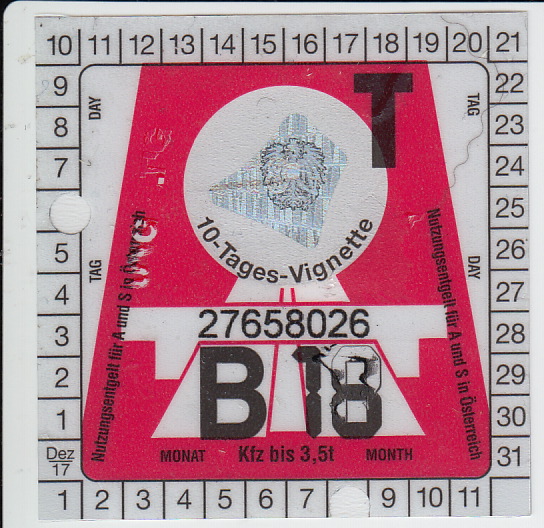 10 11 12 13 14 15 16 17 18 19 20 21
9 DAY T TAG 22
8 23
7 24
25
10-Tages-Vignette
5 TAG DAY 26
4 27
Nutzungsentgelt für A und S in Österreich
Nutzungsentgelt für A und S in Österreich
27658026
3 28
2 B 18 29
1 30
Dez 17 MONAT Kfz bis 3,5t MONTH 31
1 2 3 4 5 6 7 9 10 11